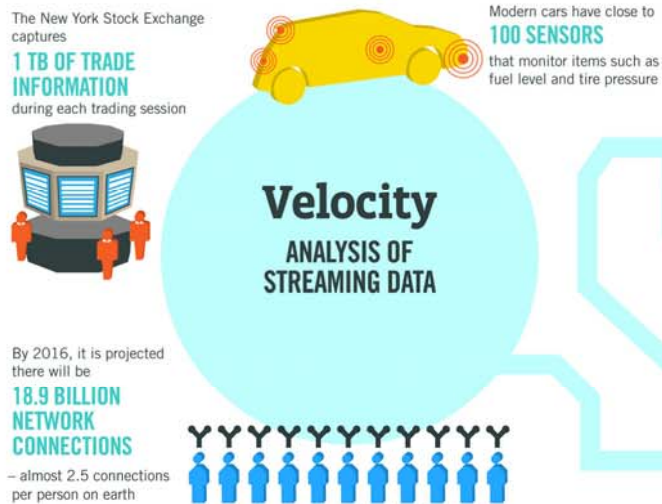 The New York Stock Exchange
captures
1 TB OF TRADE
INFORMATION
during each trading session
Modern cars have close to
100 SENSORS
that monitor items such as
fuel level and tire pressure
Velocity
ANALYSIS OF
STREAMING DATA
By 2016, it is projected
there will be
18.9 BILLION
NETWORK
CONNECTIONS
– almost 2.5 connections
per person on earth